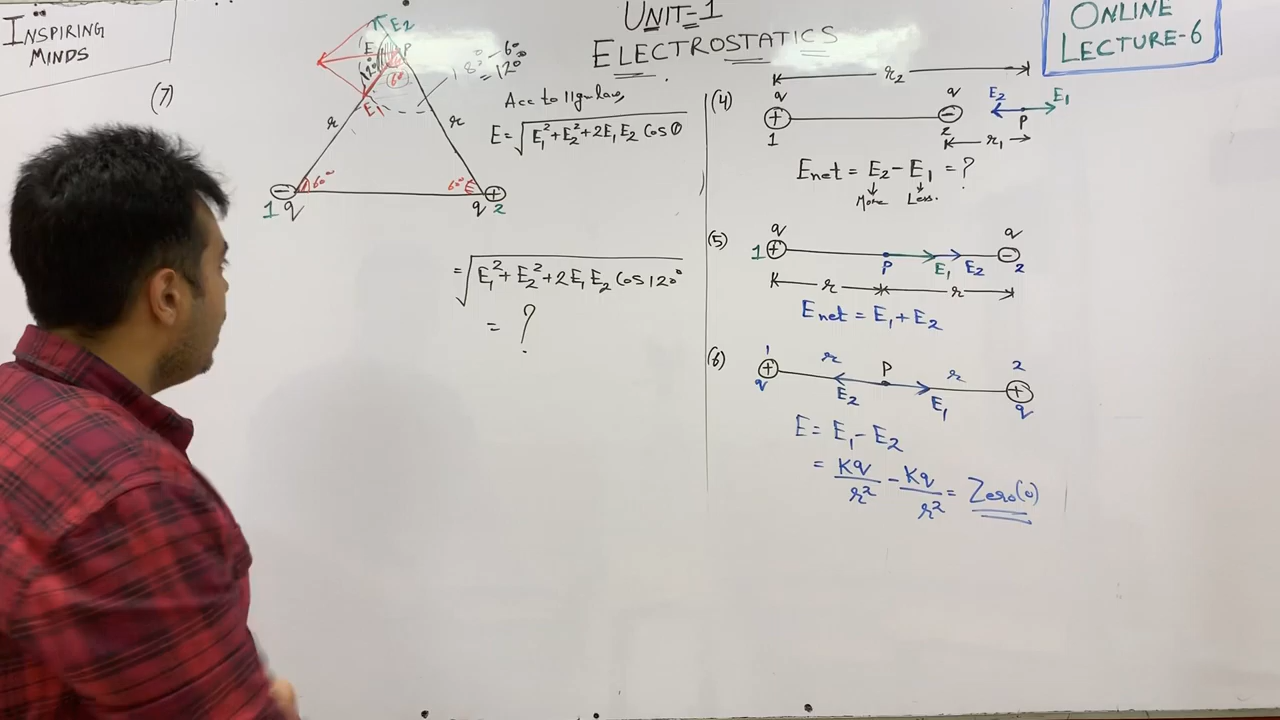 INSPIRING
MINDS
UNIT-1
ELECTROSTATICS
ONLINE
LECTURE-6
(7)
E2
E
P
120°
60°
180°-60°
=120°
E1
r
r
60°
60°
1 q
q 2
Acc to llgm law,
E=√E1²+E2²+2E1E2 Cos θ
=√E1²+E2²+2E1E2 Cos120°
= ?
(4)
r2
q
q
E2
E1
+
−
P
1
2
r1
Enet = E2 - E1 = ?
More Less.
(5)
q
q
1 +
P
E1
E2
−
2
r
r
Enet = E1 + E2
(6)
1
r
P
r
2
+
+
q
E2
E1
q
E = E1 - E2
= Kq/r² - Kq/r² = Zero(0)